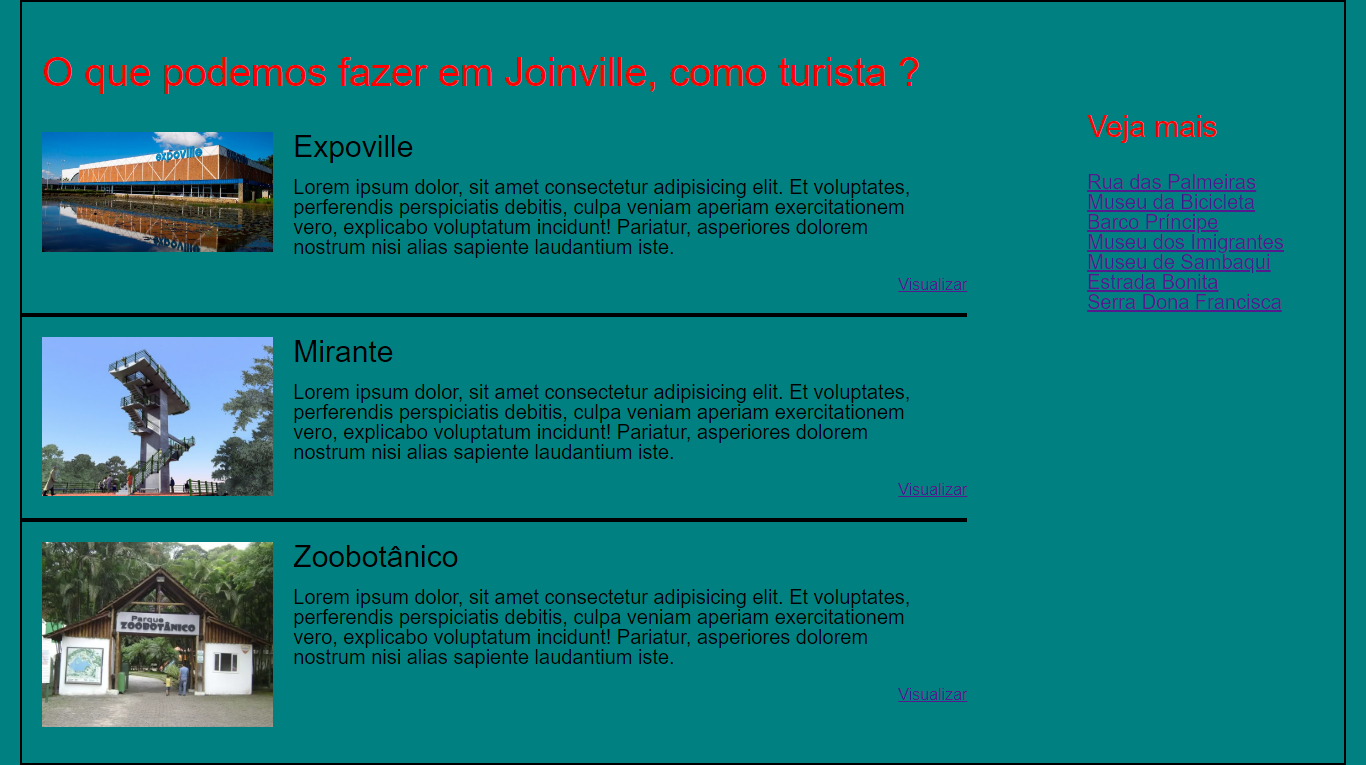 O que podemos fazer em Joinville, como turista ?
expoville
Expoville
Lorem ipsum dolor, sit amet consectetur adipisicing elit. Et voluptates,
perferendis perspiciatis debitis, culpa veniam aperiam exercitationem
vero, explicabo voluptatum incidunt! Pariatur, asperiores dolorem
nostrum nisi alias sapiente laudantium iste.
Visualizar
Mirante
Lorem ipsum dolor, sit amet consectetur adipisicing elit. Et voluptates,
perferendis perspiciatis debitis, culpa veniam aperiam exercitationem
vero, explicabo voluptatum incidunt! Pariatur, asperiores dolorem
nostrum nisi alias sapiente laudantium iste.
Visualizar
Parque
ZOOBOTÂNICO
Zoobotânico
Lorem ipsum dolor, sit amet consectetur adipisicing elit. Et voluptates,
perferendis perspiciatis debitis, culpa veniam aperiam exercitationem
vero, explicabo voluptatum incidunt! Pariatur, asperiores dolorem
nostrum nisi alias sapiente laudantium iste.
Visualizar
Veja mais
Rua das Palmeiras
Museu da Bicicleta
Barco Príncipe
Museu dos Imigrantes
Museu de Sambaqui
Estrada Bonita
Serra Dona Francisca